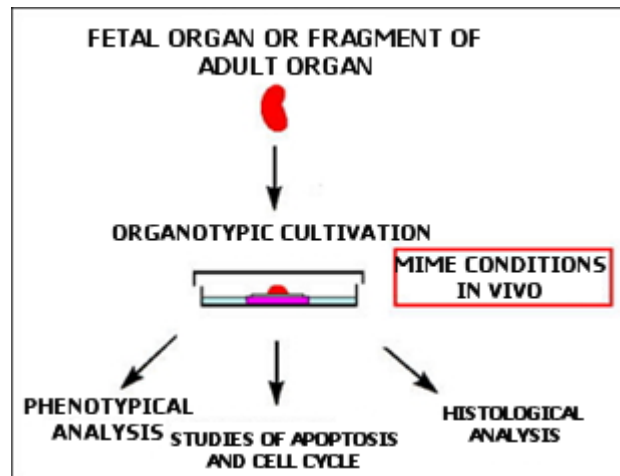 FETAL ORGAN OR FRAGMENT OF
ADULT ORGAN
ORGANOTYPIC CULTIVATION
MIME CONDITIONS
IN VIVO
PHENOTYPICAL
ANALYSIS
STUDIES OF APOPTOSIS
AND CELL CYCLE
HISTOLOGICAL
ANALYSIS